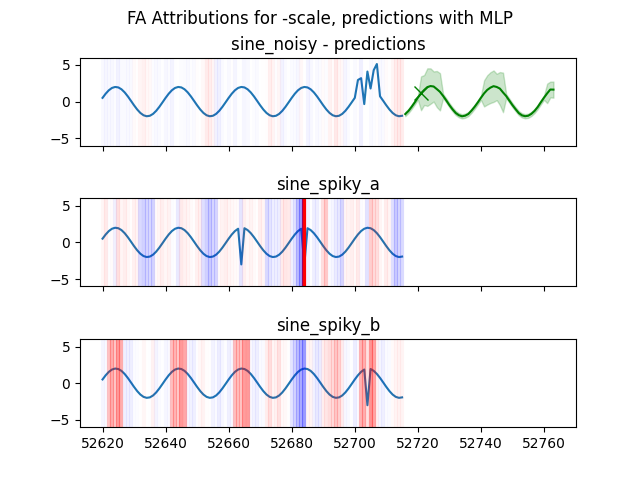 FA Attributions for -scale, predictions with MLP
sine_noisy - predictions
5
0
−5
sine_spiky_a
5
0
−5
sine_spiky_b
5
0
−5
52620 52640 52660 52680 52700 52720 52740 52760